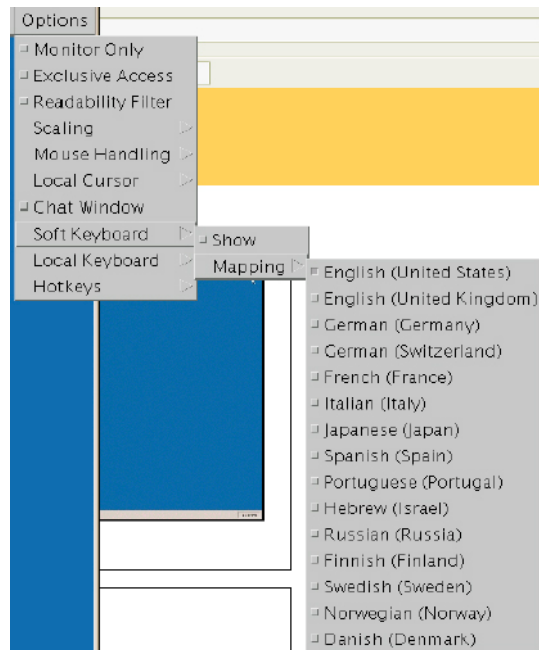 Options
Monitor Only
Exclusive Access
Readability Filter
Scaling
Mouse Handling
Local Cursor
Chat Window
Soft Keyboard
Local Keyboard
Hotkeys
Show
Mapping
English (United States)
English (United Kingdom)
German (Germany)
German (Switzerland)
French (France)
Italian (Italy)
Japanese (Japan)
Spanish (Spain)
Portuguese (Portugal)
Hebrew (Israel)
Russian (Russia)
Finnish (Finland)
Swedish (Sweden)
Norwegian (Norway)
Danish (Denmark)